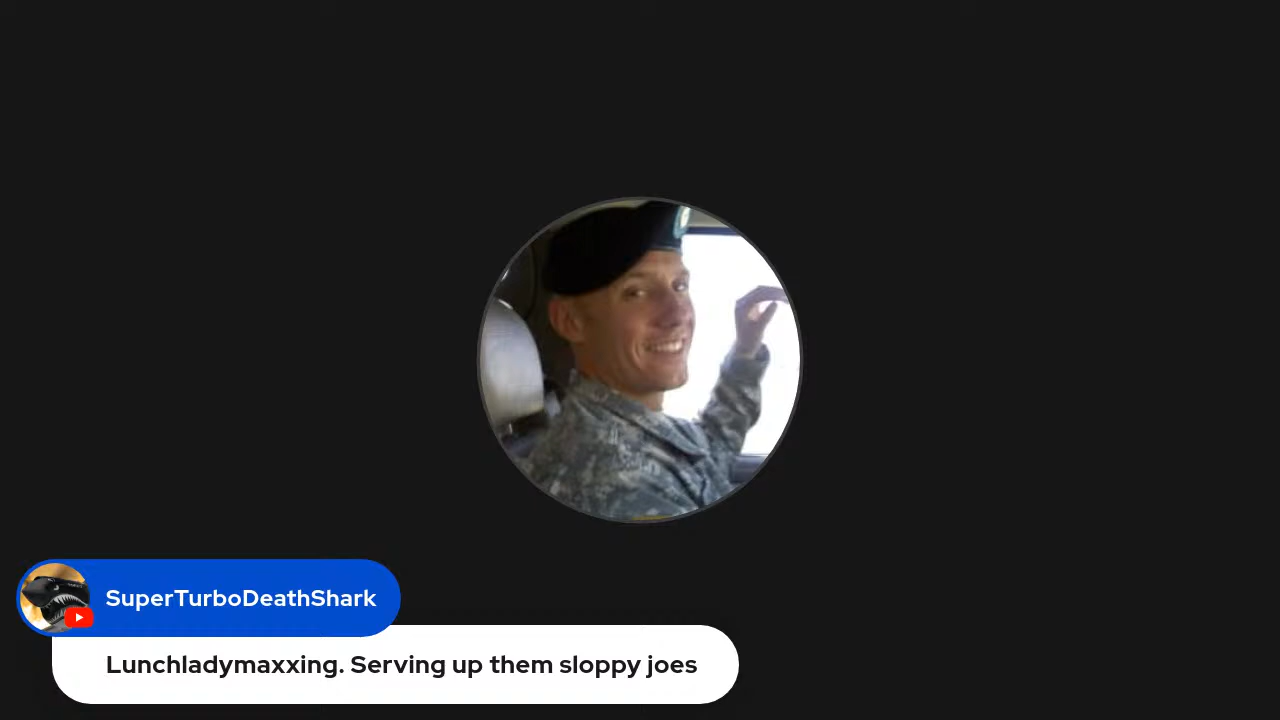 SuperTurboDeathShark
Lunchladymaxxing. Serving up them sloppy joes